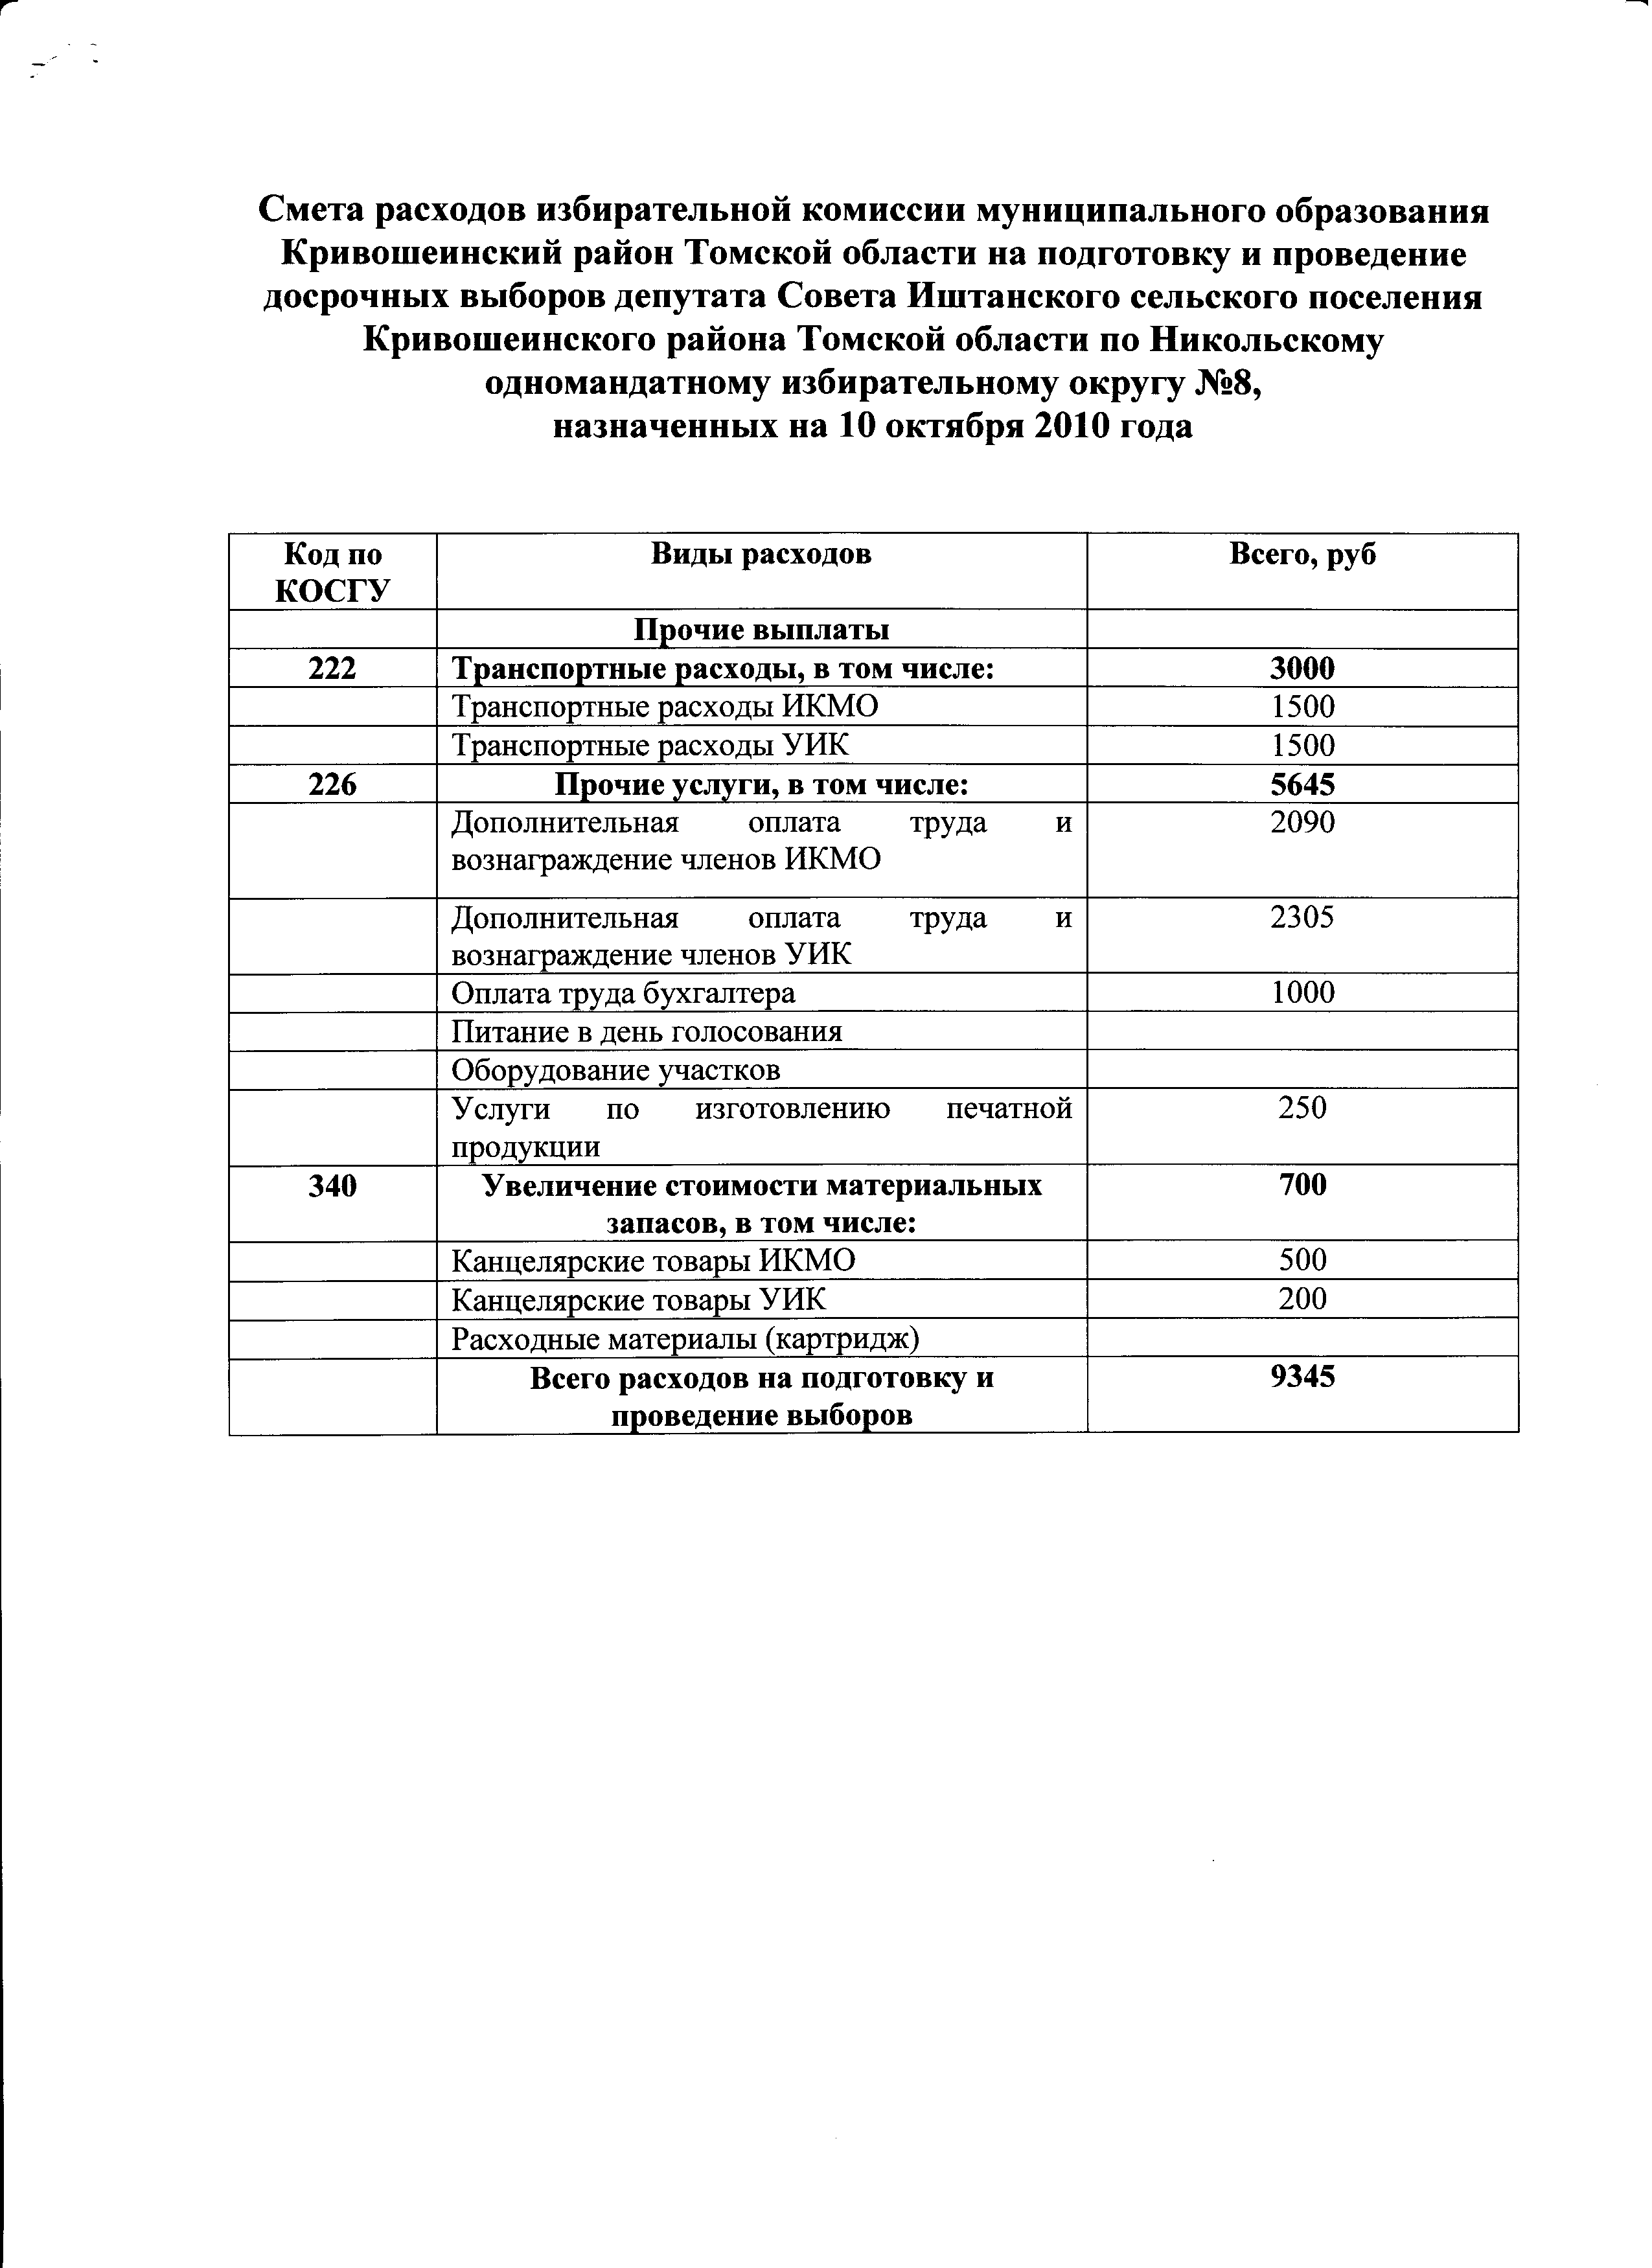 Смета расходов избирательной комиссии муниципального образования
Кривошеинский район Томской области на подготовку и проведение
досрочных выборов депутата Совета Иштанского сельского поселения
Кривошеинского района Томской области по Никольскому
одномандатному избирательному округу №8,
назначенных на 10 октября 2010 года
Код по Виды расходов Всего, руб
КОСГУ
Прочие выплаты
222 Транспортные расходы, в том числе: 3000
Транспортные расходы ИКМО 1500
Транспортные расходы УИК 1500
226 Прочие услуги, в том числе: 5645
Дополнительная оплата труда и 2090
вознаграждение членов ИКМО
Дополнительная оплата труда и 2305
вознаграждение членов УИК
Оплата труда бухгалтера 1000
Питание в день голосования
Оборудование участков
Услуги по изготовлению печатной 250
продукции
340 Увеличение стоимости материальных 700
запасов, в том числе:
Канцелярские товары ИКМО 500
Канцелярские товары УИК 200
Расходные материалы (картридж)
Всего расходов на подготовку и 9345
проведение выборов